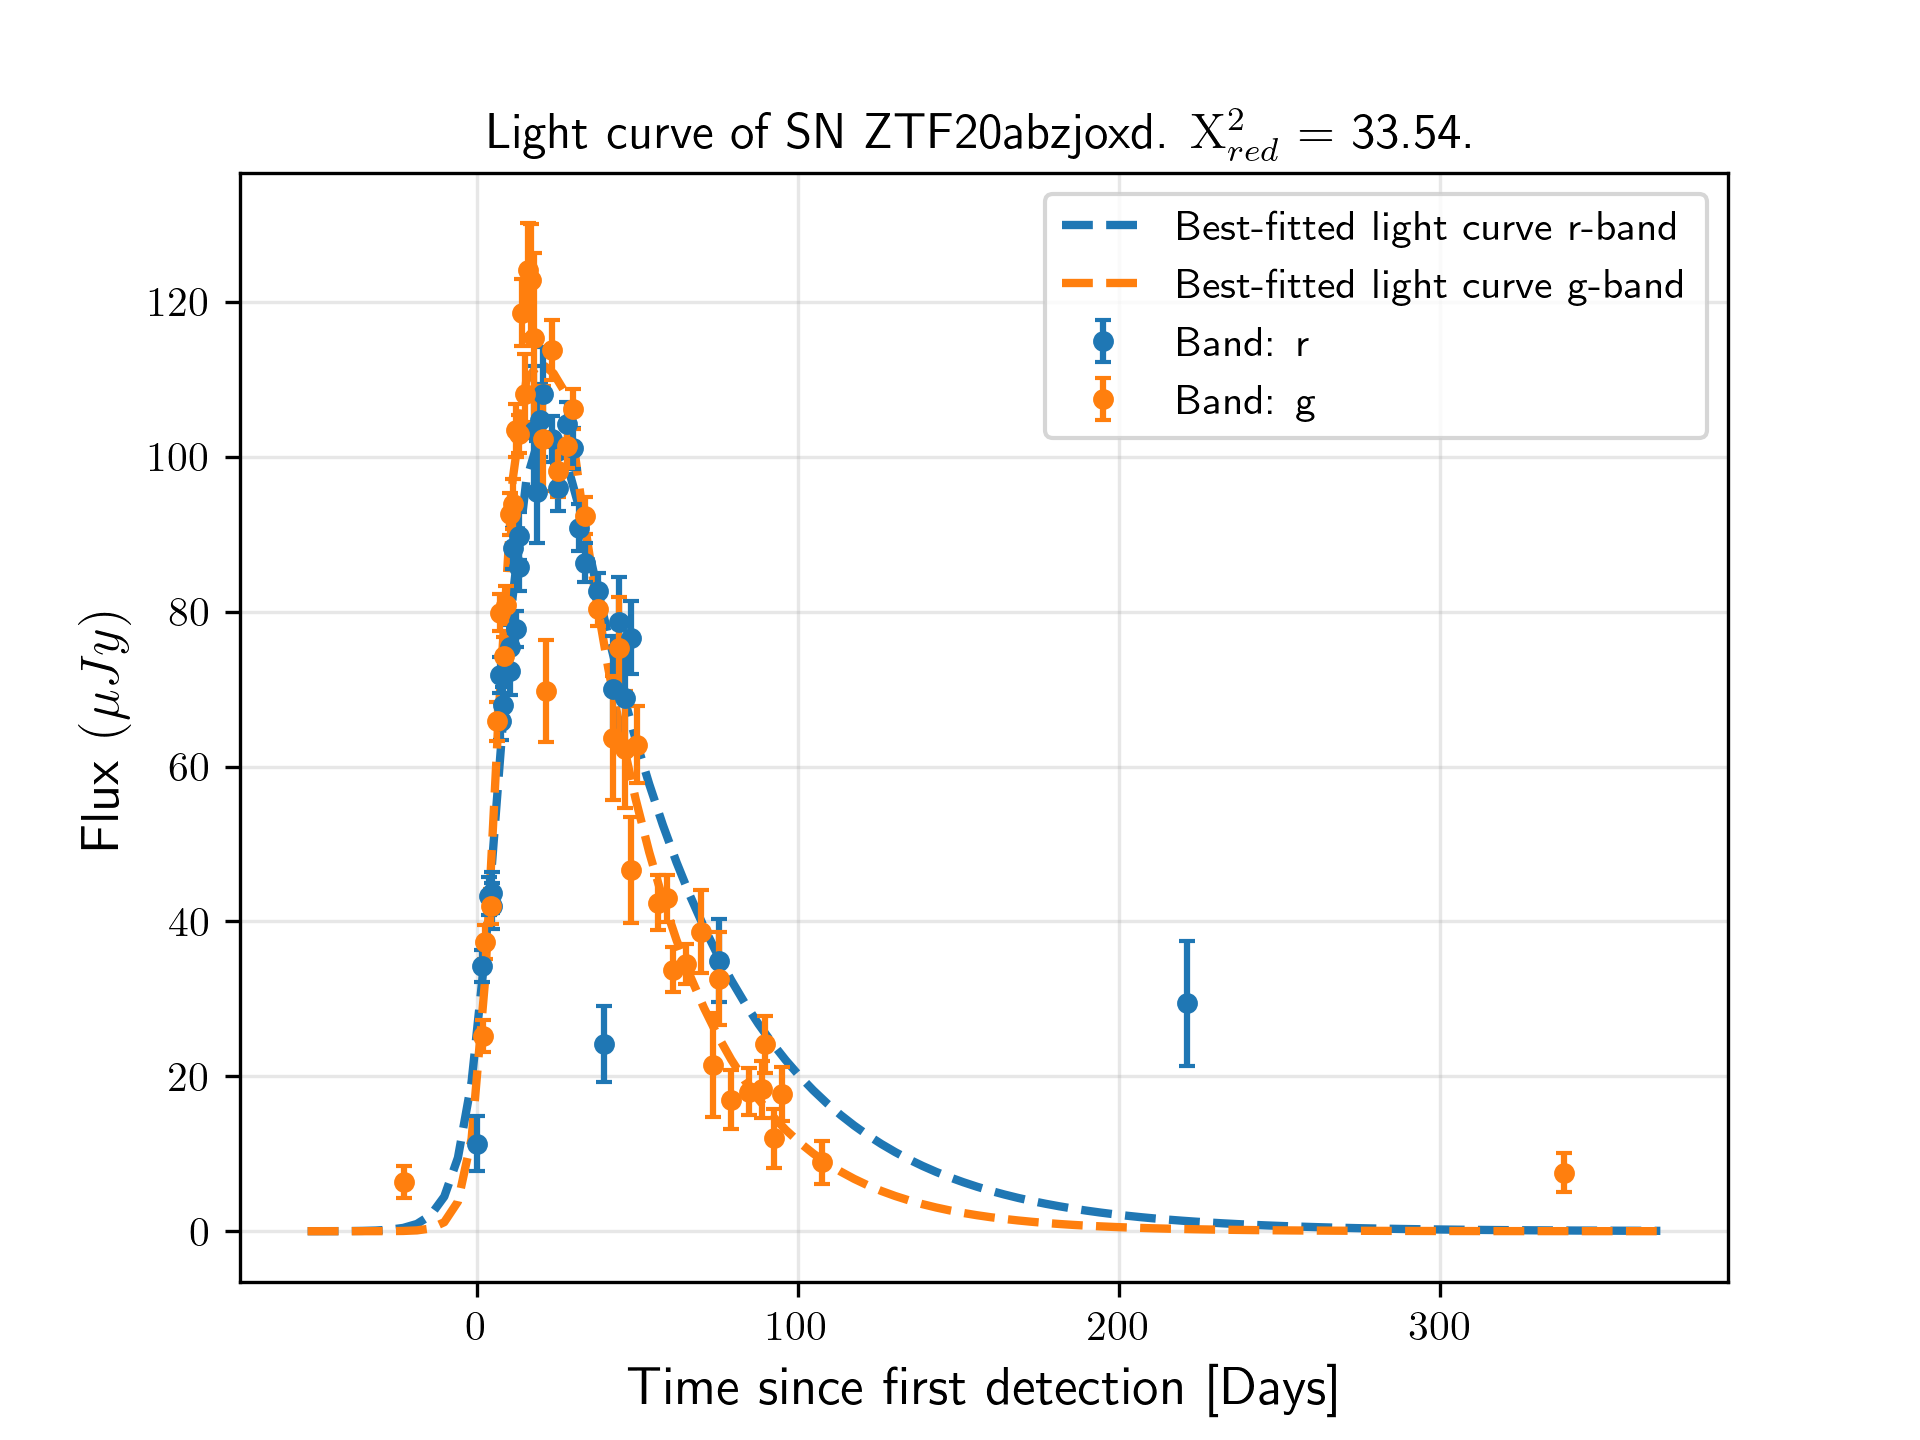 Light curve of SN ZTF20abzjoxd. X²_red = 33.54.
Best-fitted light curve r-band
Best-fitted light curve g-band
Band: r
Band: g
120
100
80
60
40
20
0
Flux (μJy)
0 100 200 300
Time since first detection [Days]